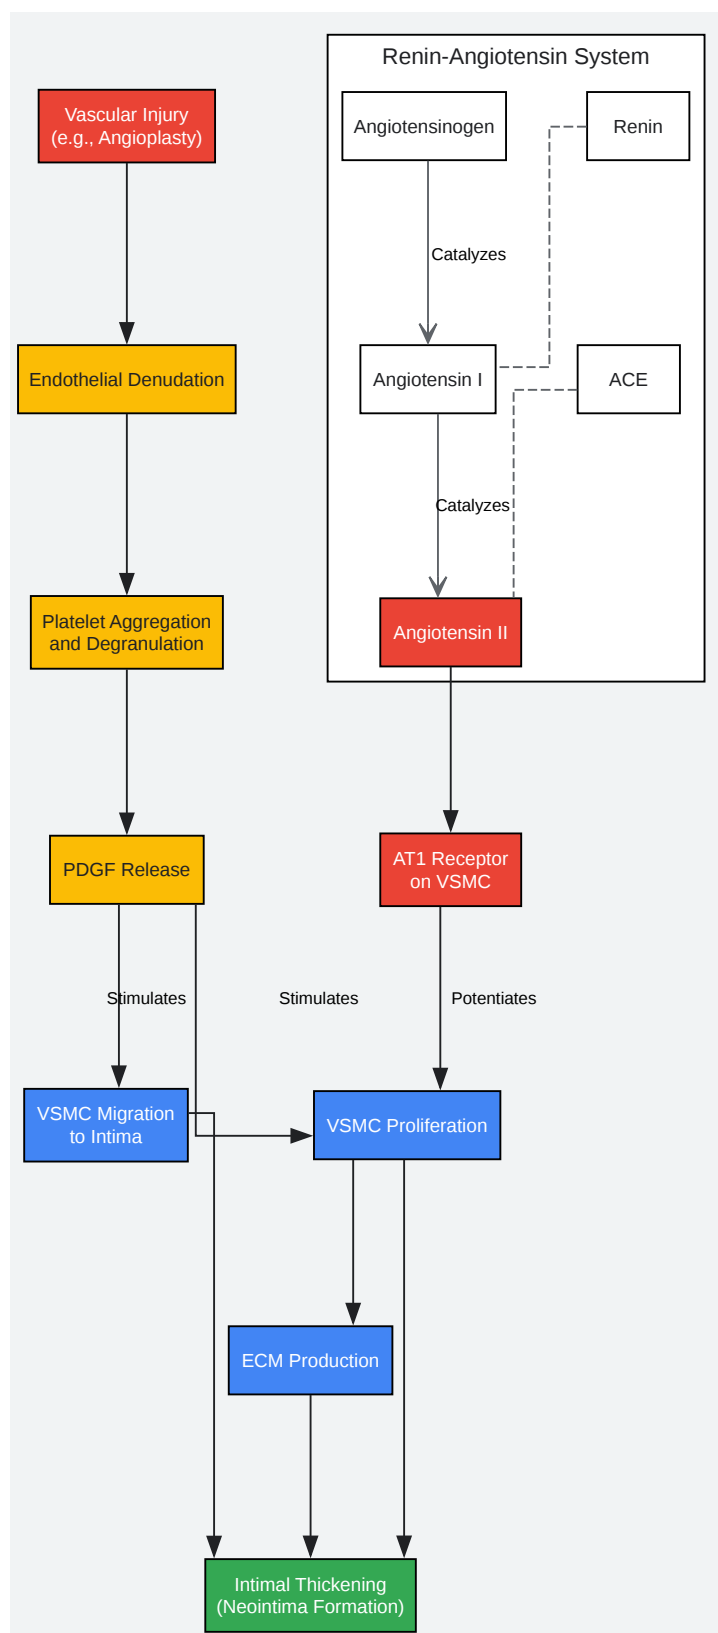 Renin-Angiotensin System
Vascular Injury
(e.g., Angioplasty)
Angiotensinogen
Renin
Catalyzes
Endothelial Denudation
Angiotensin I
ACE
Catalyzes
Platelet Aggregation
and Degranulation
Angiotensin II
PDGF Release
AT1 Receptor
on VSMC
Stimulates
Stimulates
Potentiates
VSMC Migration
to Intima
VSMC Proliferation
ECM Production
Intimal Thickening
(Neointima Formation)